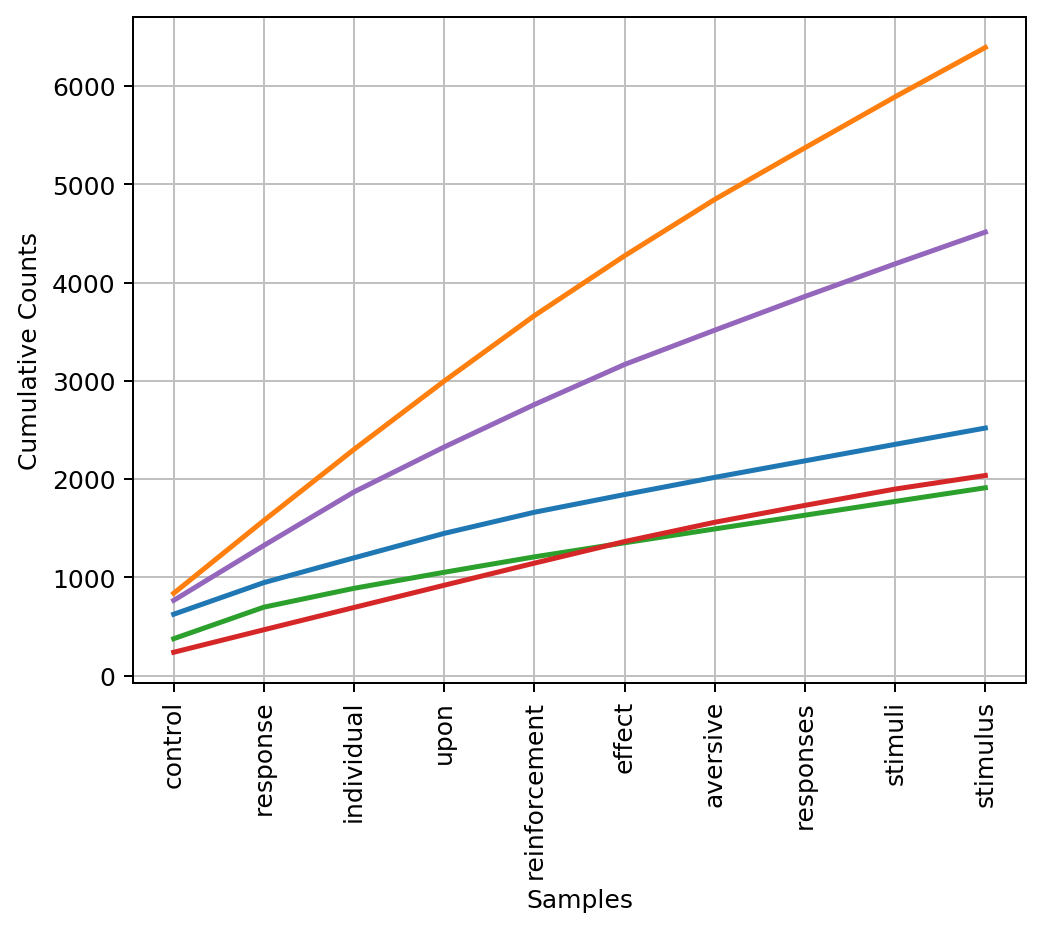 6000
5000
4000
3000
2000
1000
0
Cumulative Counts
control
response
individual
upon
reinforcement
effect
aversive
responses
stimuli
stimulus
Samples